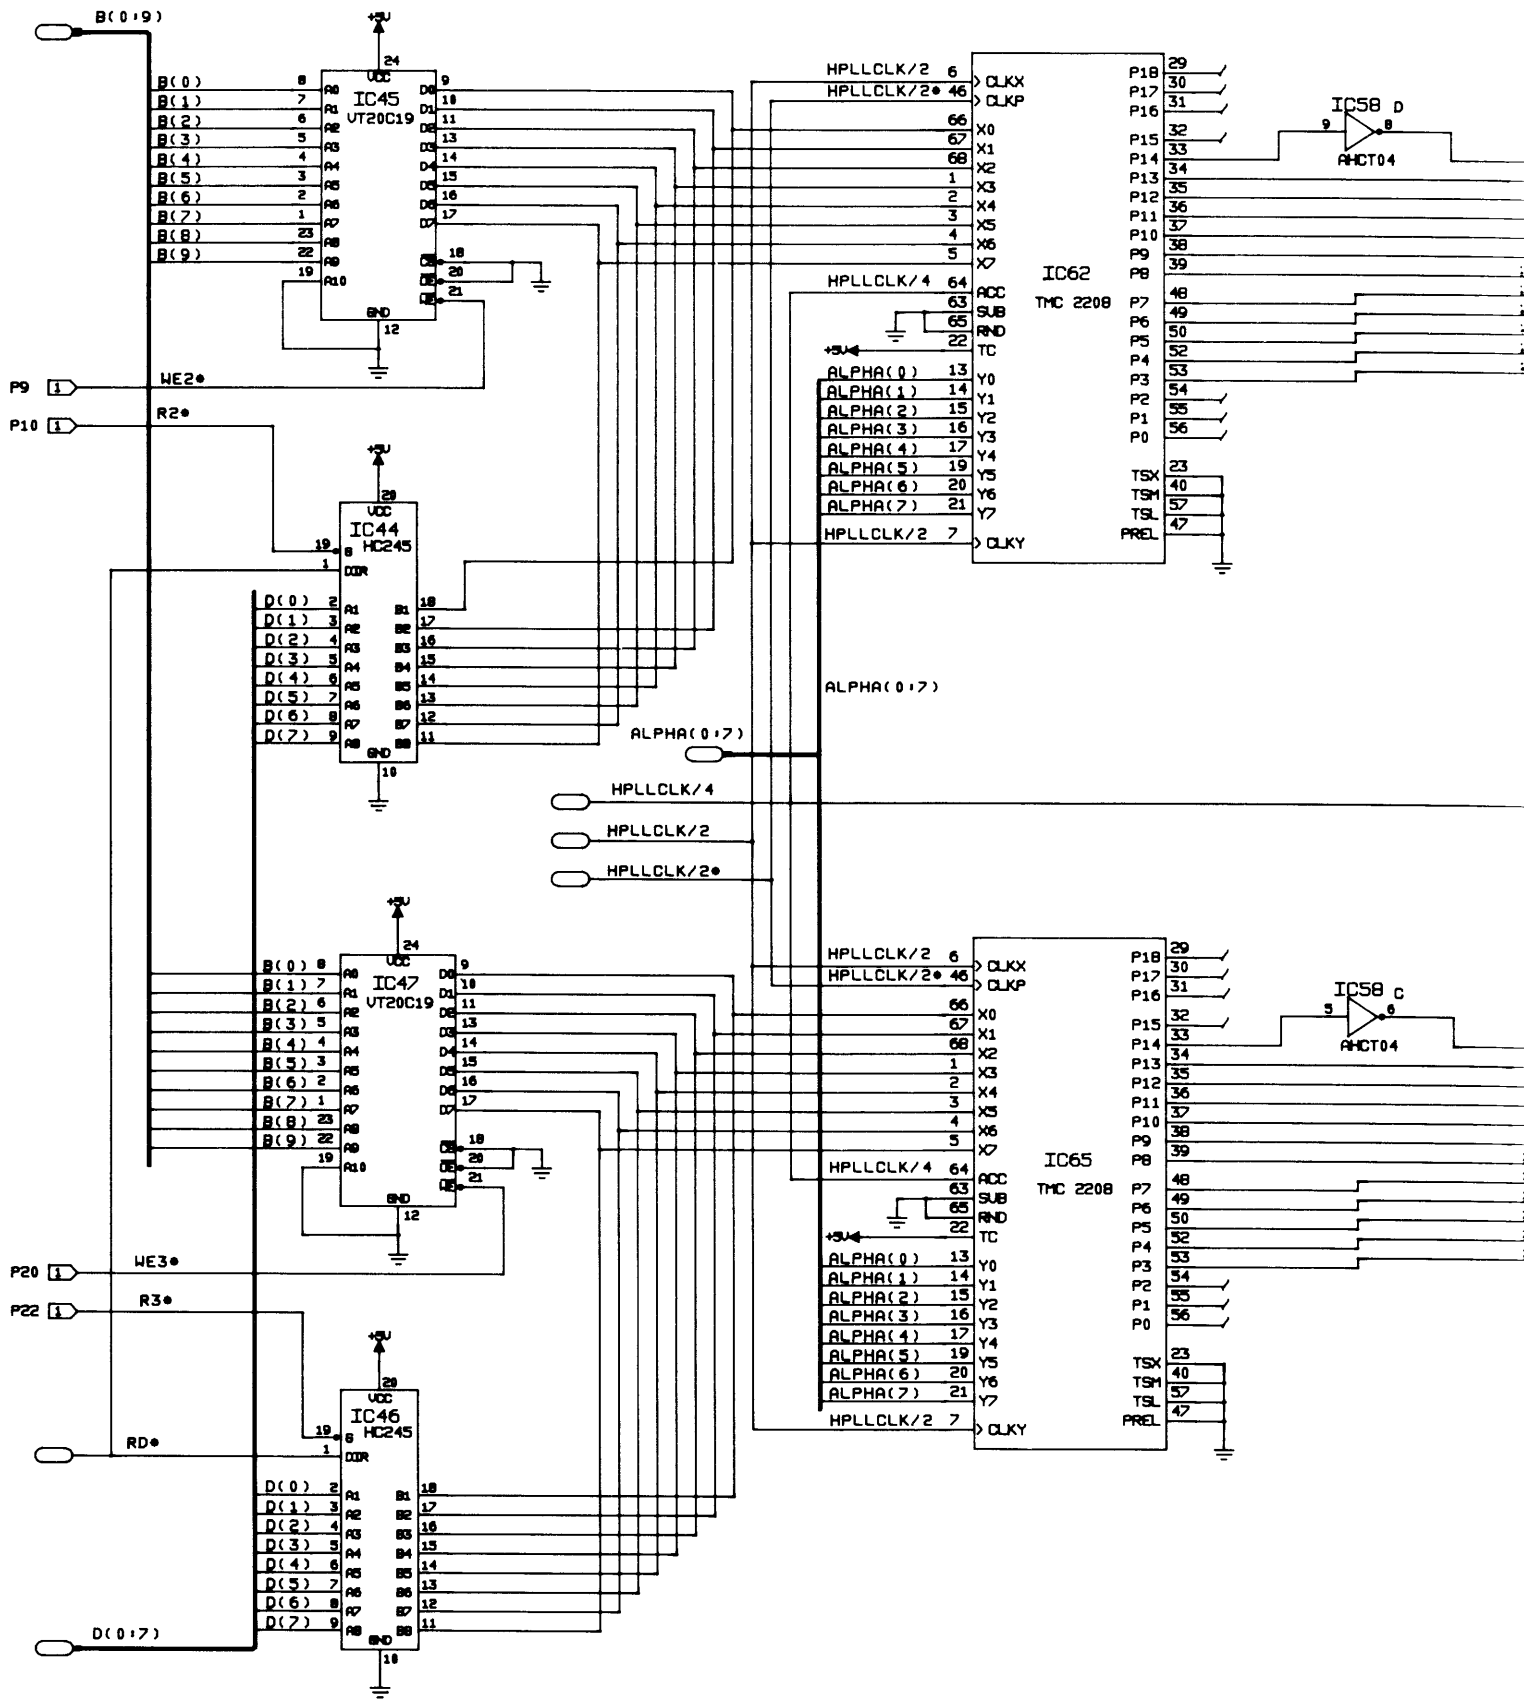 B(0:9)
+5V
24
VCC
IC45
VT20C19
B(0) 8 A0
B(1) 7 A1
B(2) 6 A2
B(3) 5 A3
B(4) 4 A4
B(5) 3 A5
B(6) 2 A6
B(7) 1 A7
B(8) 23 A8
B(9) 22 A9
19 A10
D0 9
D1 10
D2 11
D3 13
D4 14
D5 15
D6 16
D7 17
CS 18
OE 20
WE 21
GND
12
P9 1 WE2*
P10 1 R2*
+5V
20
VCC
IC44
HC245
19 G
1 DIR
D(0) 2 A1 B1 18
D(1) 3 A2 B2 17
D(2) 4 A3 B3 16
D(3) 5 A4 B4 15
D(4) 6 A5 B5 14
D(5) 7 A6 B6 13
D(6) 8 A7 B7 12
D(7) 9 A8 B8 11
GND
10
HPLLCLK/2 6 CLKX
HPLLCLK/2* 46 CLKP
66 X0
67 X1
68 X2
1 X3
2 X4
3 X5
4 X6
5 X7
HPLLCLK/4 64 ACC
63 SUB
65 RND
+5V 22 TC
ALPHA(0) 13 Y0
ALPHA(1) 14 Y1
ALPHA(2) 15 Y2
ALPHA(3) 16 Y3
ALPHA(4) 17 Y4
ALPHA(5) 19 Y5
ALPHA(6) 20 Y6
ALPHA(7) 21 Y7
HPLLCLK/2 7 CLKY
IC62
TMC 2208
P18 29
P17 30
P16 31
P15 32
P14 33
P13 34
P12 35
P11 36
P10 37
P9 38
P8 39
P7 48
P6 49
P5 50
P4 52
P3 53
P2 54
P1 55
P0 56
TSX 23
TSM 40
TSL 57
PREL 47
IC58 D
9 8
AHCT04
ALPHA(0:7)
ALPHA(0:7)
HPLLCLK/4
HPLLCLK/2
HPLLCLK/2*
+5V
24
VCC
IC47
VT20C19
B(0) 8 A0
B(1) 7 A1
B(2) 6 A2
B(3) 5 A3
B(4) 4 A4
B(5) 3 A5
B(6) 2 A6
B(7) 1 A7
B(8) 23 A8
B(9) 22 A9
19 A10
D0 9
D1 10
D2 11
D3 13
D4 14
D5 15
D6 16
D7 17
CS 18
OE 20
WE 21
GND
12
P20 1 WE3*
P22 1 R3*
+5V
20
VCC
IC46
HC245
19 G
RD* 1 DIR
D(0) 2 A1 B1 18
D(1) 3 A2 B2 17
D(2) 4 A3 B3 16
D(3) 5 A4 B4 15
D(4) 6 A5 B5 14
D(5) 7 A6 B6 13
D(6) 8 A7 B7 12
D(7) 9 A8 B8 11
D(0:7)
GND
10
HPLLCLK/2 6 CLKX
HPLLCLK/2* 46 CLKP
66 X0
67 X1
68 X2
1 X3
2 X4
3 X5
4 X6
5 X7
HPLLCLK/4 64 ACC
63 SUB
65 RND
+5V 22 TC
ALPHA(0) 13 Y0
ALPHA(1) 14 Y1
ALPHA(2) 15 Y2
ALPHA(3) 16 Y3
ALPHA(4) 17 Y4
ALPHA(5) 19 Y5
ALPHA(6) 20 Y6
ALPHA(7) 21 Y7
HPLLCLK/2 7 CLKY
IC65
TMC 2208
P18 29
P17 30
P16 31
P15 32
P14 33
P13 34
P12 35
P11 36
P10 37
P9 38
P8 39
P7 48
P6 49
P5 50
P4 52
P3 53
P2 54
P1 55
P0 56
TSX 23
TSM 40
TSL 57
PREL 47
IC58 C
5 6
AHCT04